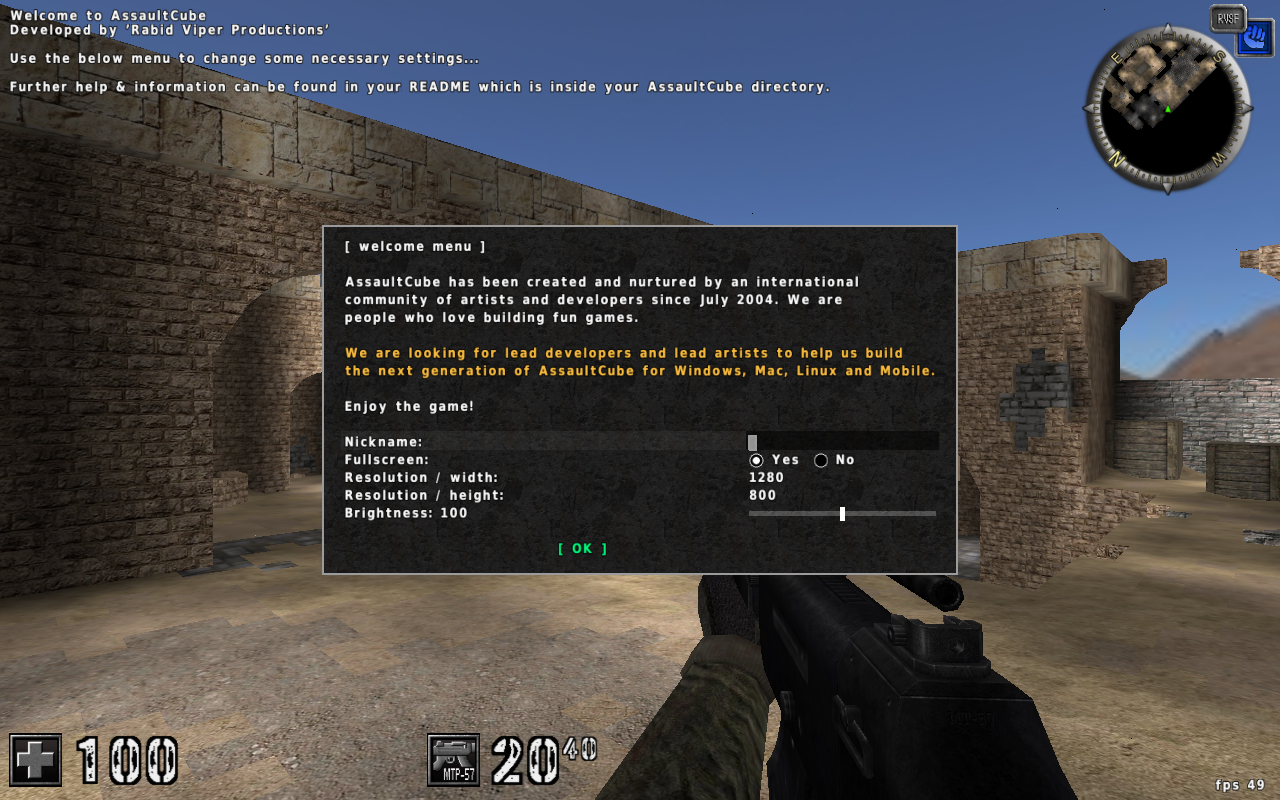 Welcome to AssaultCube
Developed by 'Rabid Viper Productions'
Use the below menu to change some necessary settings...
Further help & information can be found in your README which is inside your AssaultCube directory.
RVSF
E S
N W
[ welcome menu ]
AssaultCube has been created and nurtured by an international
community of artists and developers since July 2004. We are
people who love building fun games.
We are looking for lead developers and lead artists to help us build
the next generation of AssaultCube for Windows, Mac, Linux and Mobile.
Enjoy the game!
Nickname:
Fullscreen: Yes No
Resolution / width: 1280
Resolution / height: 800
Brightness: 100
[ OK ]
100 MTP-57 20 40
fps 49